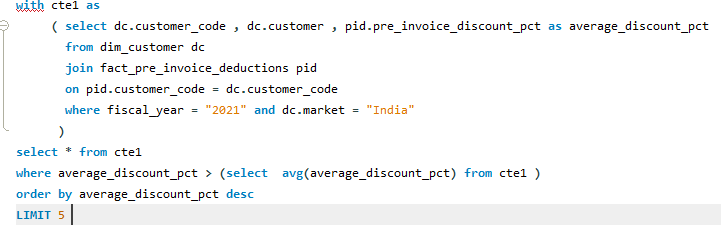 with cte1 as
( select dc.customer_code , dc.customer , pid.pre_invoice_discount_pct as average_discount_pct
from dim_customer dc
join fact_pre_invoice_deductions pid
on pid.customer_code = dc.customer_code
where fiscal_year = "2021" and dc.market = "India"
)
select * from cte1
where average_discount_pct > (select  avg(average_discount_pct) from cte1 )
order by average_discount_pct desc
LIMIT 5